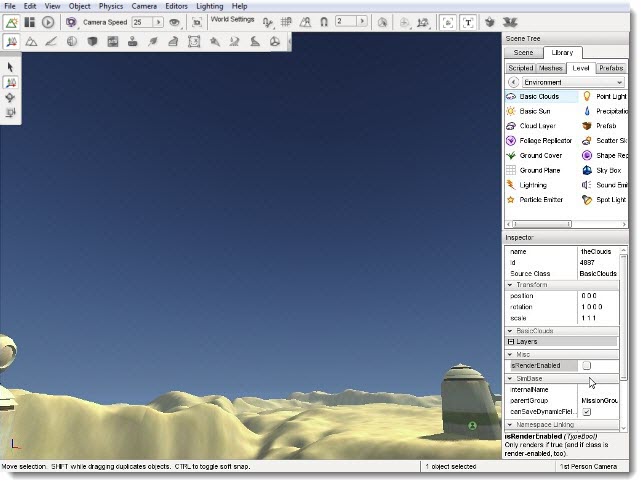 File Edit View Object Physics Camera Editors Lighting Help
Camera Speed 25 World Settings 2
Scene Tree
Scene Library
Scripted Meshes Level Prefabs
Environment
Basic Clouds Point Light
Basic Sun Precipitatio
Cloud Layer Prefab
Foliage Replicator Scatter Sk
Ground Cover Shape Rep
Ground Plane Sky Box
Lightning Sound Emi
Particle Emitter Spot Light
Inspector
name theClouds
id 4887
Source Class BasicClouds
Transform
position 0 0 0
rotation 1 0 0 0
scale 1 1 1
BasicClouds
Layers
Misc
isRenderEnabled
SimBase
internalName
parentGroup MissionGrou
canSaveDynamicFiel...
Namespace Linking
isRenderEnabled (TypeBool)
Only renders if true (and if class is
render-enabled, too).
Move selection. SHIFT while dragging duplicates objects. CTRL to toggle soft snap. 1 object selected 1st Person Camera